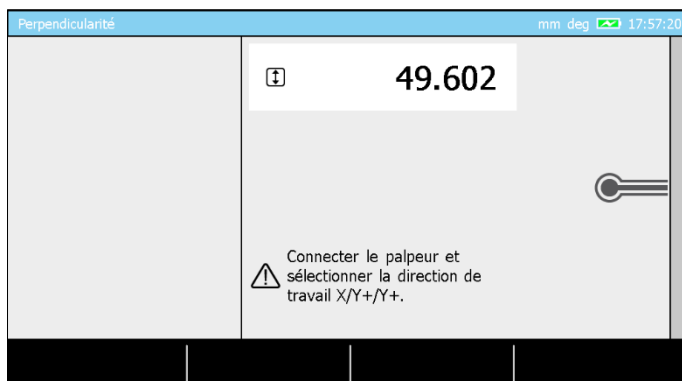 Perpendicularité mm deg 17:57:20
49.602
Connecter le palpeur et
sélectionner la direction de
travail X/Y+/Y+.